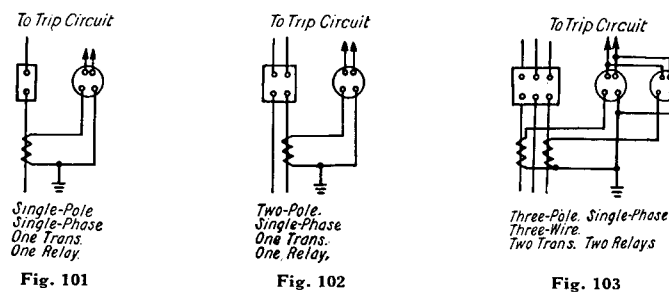 To Trip Circuit
Single-Pole
Single-Phase
One Trans.
One Relay.
Fig. 101
To Trip Circuit
Two-Pole.
Single-Phase
One Trans.
One, Relay.
Fig. 102
To Trip Circuit
Three-Pole. Single-Phase
Three-Wire.
Two Trans. Two Relays
Fig. 103